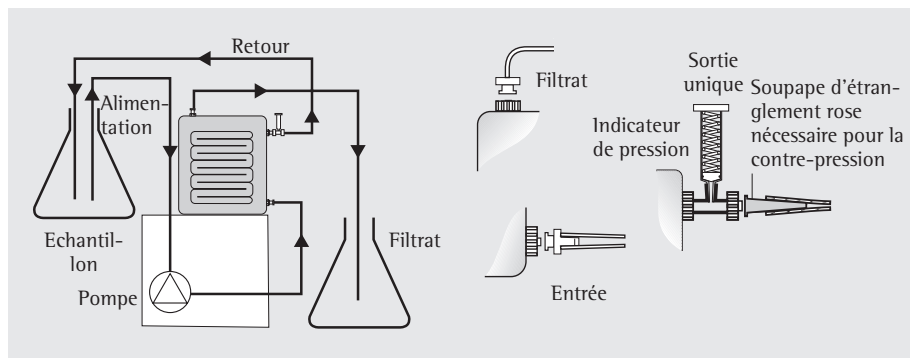 Retour
Alimen-
tation
Echantil-
lon
Pompe
Filtrat
Filtrat
Entrée
Indicateur
de pression
Sortie
unique
Soupape d'étran-
glement rose
nécessaire pour la
contre-pression